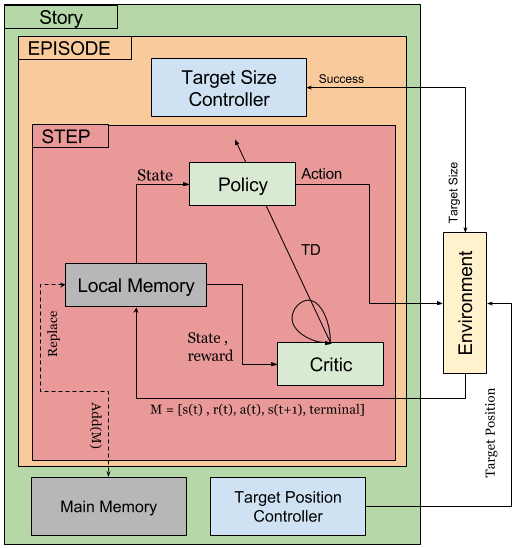 Story
EPISODE
Target Size
Controller
Success
STEP
State
Policy
Action
Target Size
TD
Local Memory
Environment
Replace
State ,
reward
Critic
M = [s(t) , r(t), a(t), s(t+1), terminal]
Add(M)
Target Position
Main Memory
Target Position
Controller